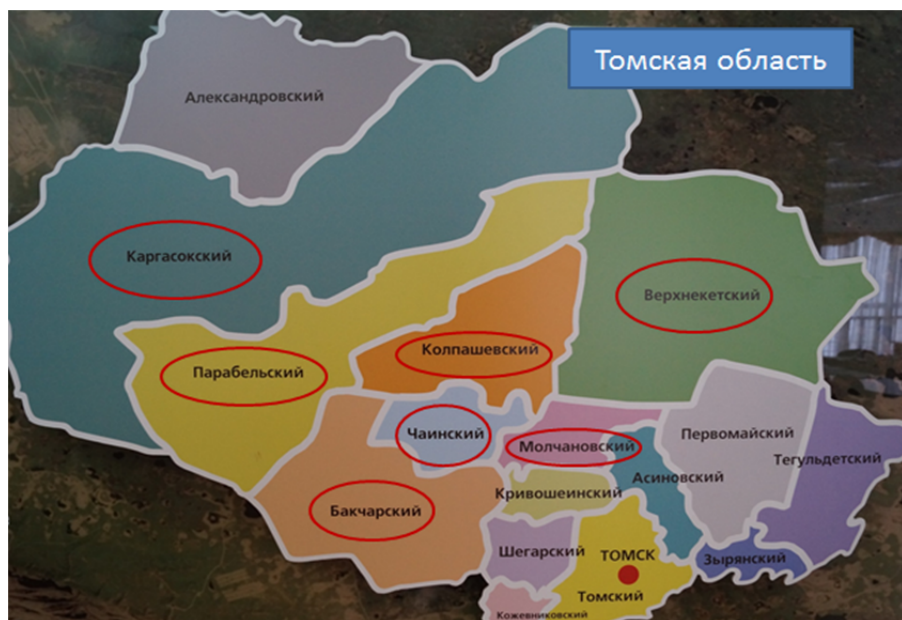 Томская область
Александровский
Каргасокский
Верхнекетский
Колпашевский
Парабельский
Чаинский
Молчановский
Первомайский
Тегульдетский
Асиновский
Кривошеинский
Бакчарский
Шегарский
ТОМСК
Зырянский
Томский
Кожевниковский